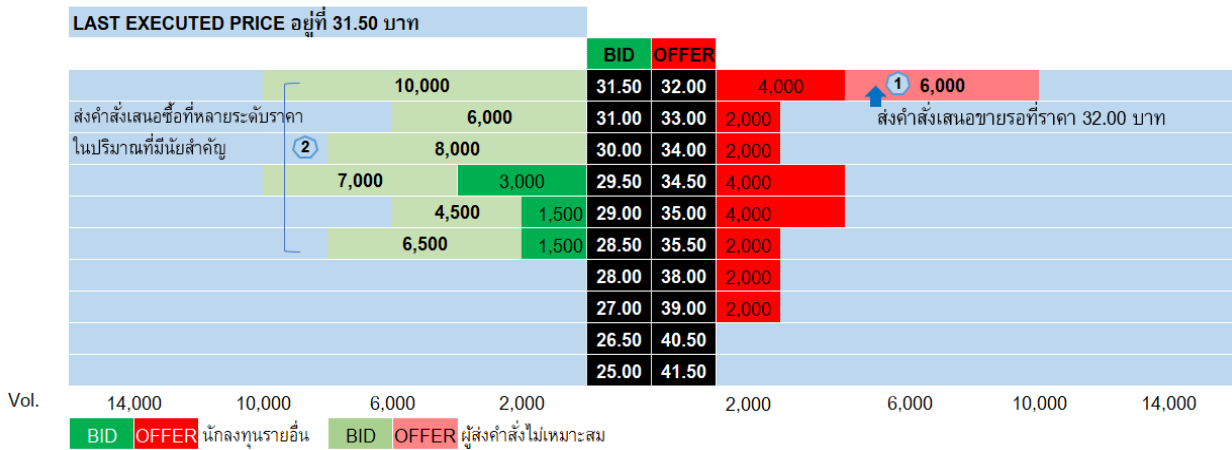 LAST EXECUTED PRICE อยู่ที่ 31.50 บาท
BID OFFER
10,000 31.50 32.00 4,000 1 6,000
ส่งคำสั่งเสนอซื้อที่หลายระดับราคา 6,000 31.00 33.00 2,000 ส่งคำสั่งเสนอขายรอที่ราคา 32.00 บาท
ในปริมาณที่มีนัยสำคัญ 2 8,000 30.00 34.00 2,000
7,000 3,000 29.50 34.50 4,000
4,500 1,500 29.00 35.00 4,000
6,500 1,500 28.50 35.50 2,000
28.00 38.00 2,000
27.00 39.00 2,000
26.50 40.50
25.00 41.50
Vol. 14,000 10,000 6,000 2,000 2,000 6,000 10,000 14,000
BID OFFER นักลงทุนรายอื่น BID OFFER ผู้ส่งคำสั่งไม่เหมาะสม